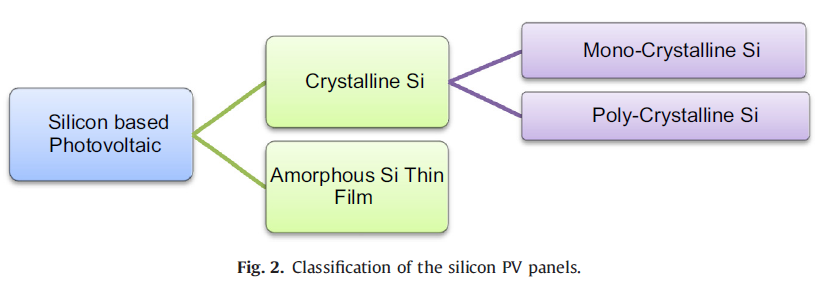 Silicon based
Photovoltaic
Crystalline Si
Amorphous Si Thin
Film
Mono-Crystalline Si
Poly-Crystalline Si
Fig. 2. Classification of the silicon PV panels.